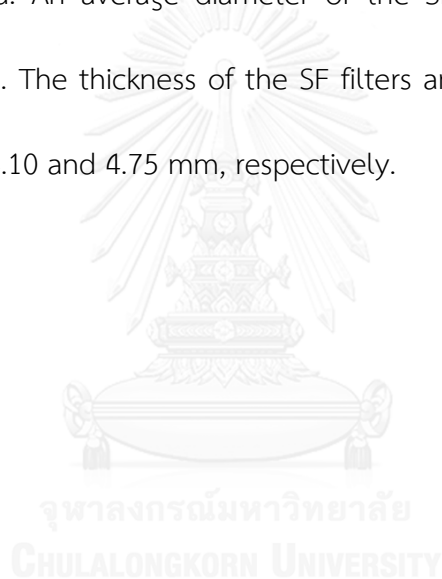 An average diameter of the S
. The thickness of the SF filters ar
.10 and 4.75 mm, respectively.
จุฬาลงกรณ์มหาวิทยาลัย
CHULALONGKORN UNIVERSITY